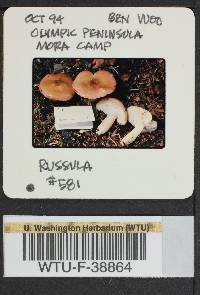 OCT 94 BEN WOO
OLYMPIC PENINSULA
MORA CAMP
RUSSULA
#581
U. Washington Herbarium (WTU)
WTU-F-38864